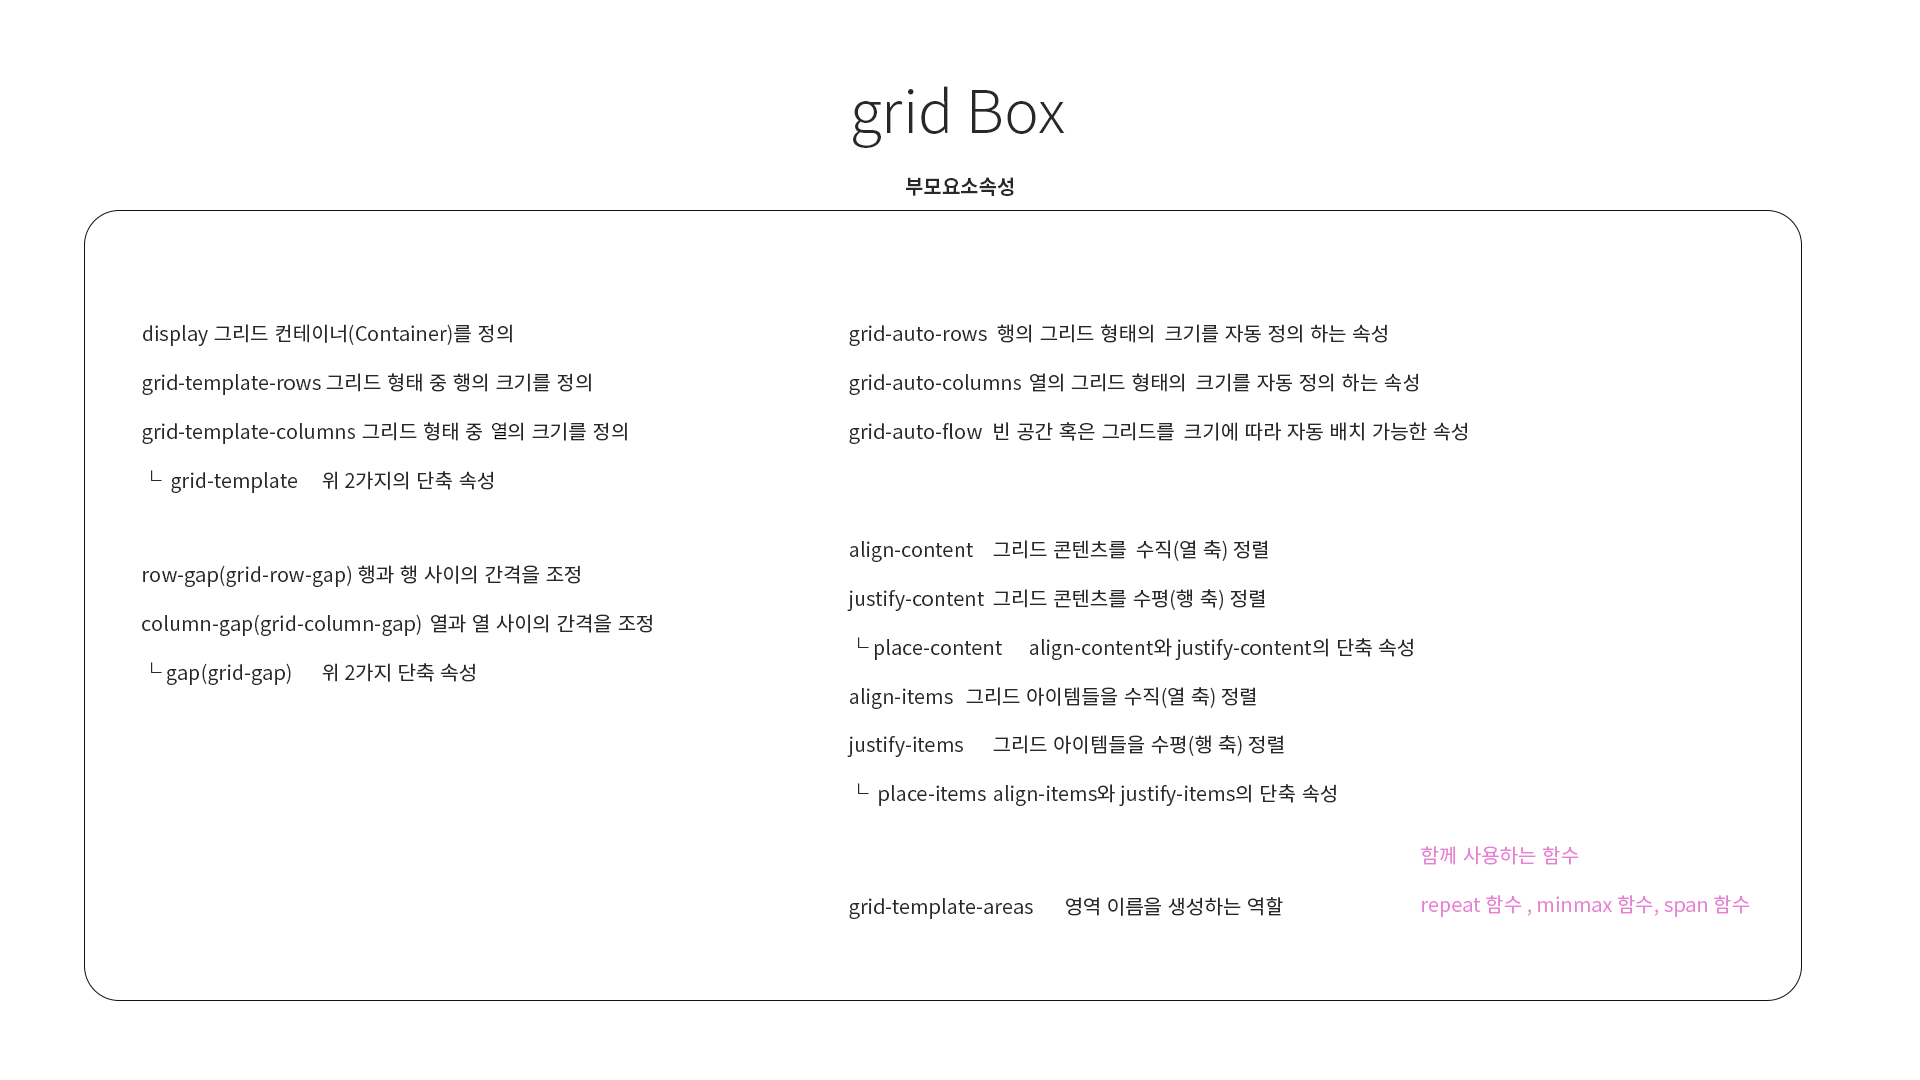 grid Box
부모요소속성
display 그리드 컨테이너(Container)를 정의
grid-template-rows 그리드 형태 중 행의 크기를 정의
grid-template-columns 그리드 형태 중 열의 크기를 정의
└ grid-template 위 2가지의 단축 속성
row-gap(grid-row-gap) 행과 행 사이의 간격을 조정
column-gap(grid-column-gap) 열과 열 사이의 간격을 조정
└ gap(grid-gap) 위 2가지 단축 속성
grid-auto-rows 행의 그리드 형태의 크기를 자동 정의 하는 속성
grid-auto-columns 열의 그리드 형태의 크기를 자동 정의 하는 속성
grid-auto-flow 빈 공간 혹은 그리드를 크기에 따라 자동 배치 가능한 속성
align-content 그리드 콘텐츠를 수직(열 축) 정렬
justify-content 그리드 콘텐츠를 수평(행 축) 정렬
└ place-content align-content와 justify-content의 단축 속성
align-items 그리드 아이템들을 수직(열 축) 정렬
justify-items 그리드 아이템들을 수평(행 축) 정렬
└ place-items align-items와 justify-items의 단축 속성
grid-template-areas 영역 이름을 생성하는 역할
함께 사용하는 함수
repeat 함수 , minmax 함수, span 함수